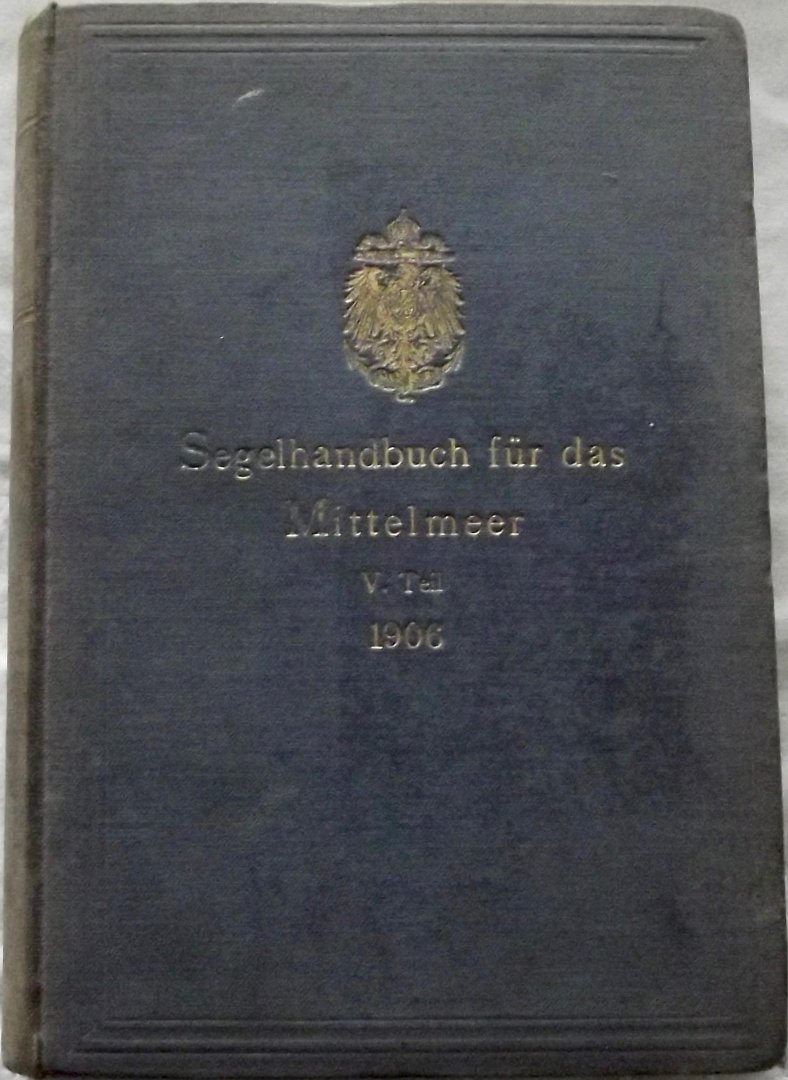 Segelhandbuch für das
Mittelmeer
V. Teil
1906